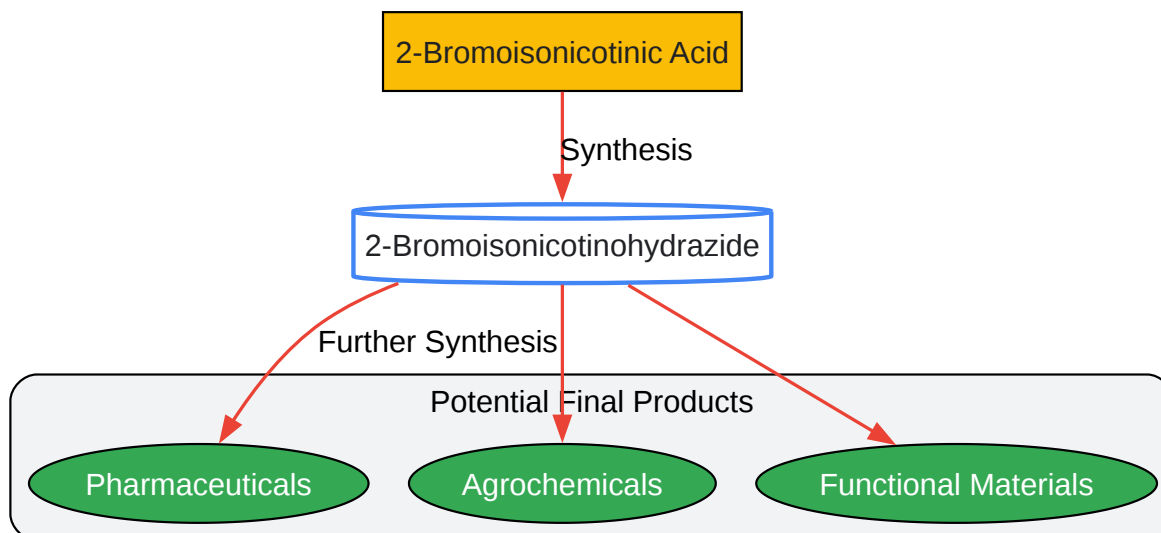 2-Bromoisonicotinic Acid
Synthesis
2-Bromoisonicotinohydrazide
Further Synthesis
Potential Final Products
Pharmaceuticals
Agrochemicals
Functional Materials